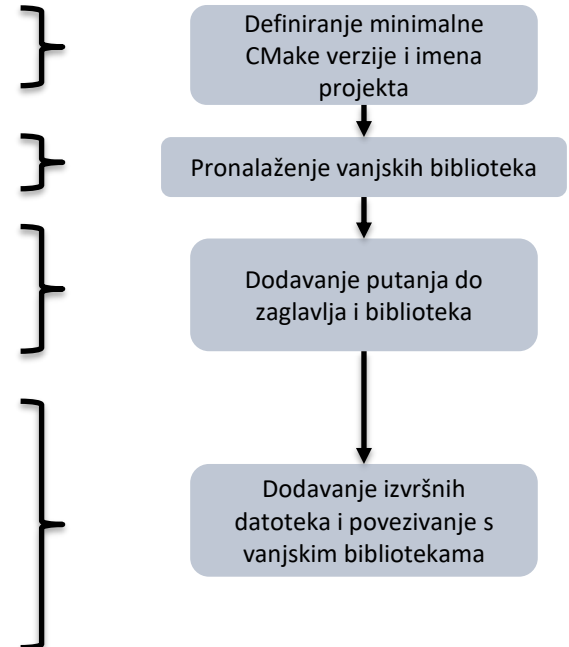 Definiranje minimalne
CMake verzije i imena
projekta
Pronalaženje vanjskih biblioteka
Dodavanje putanja do
zaglavlja i biblioteka
Dodavanje izvršnih
datoteka i povezivanje s
vanjskim bibliotekama